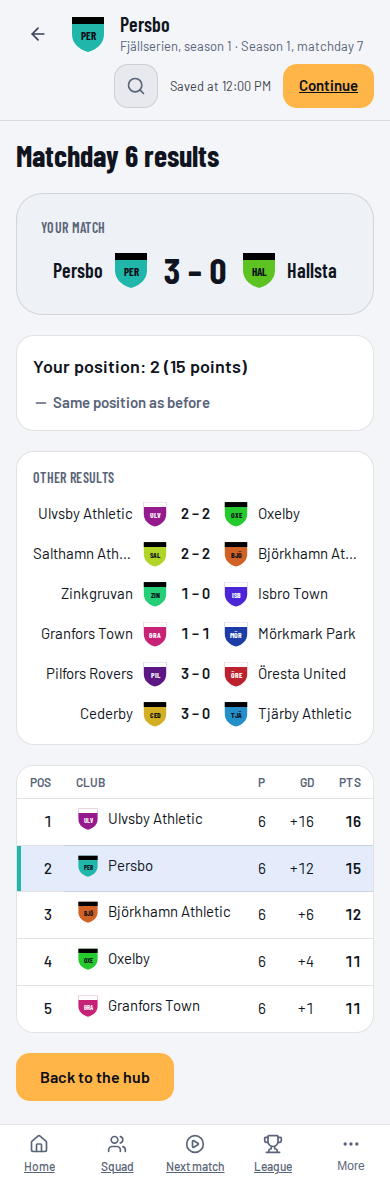 PER
Persbo
Fjällserien, season 1 · Season 1, matchday 7
Saved at 12:00 PM
Continue
Matchday 6 results
YOUR MATCH
Persbo PER 3 – 0 HAL Hallsta
Your position: 2 (15 points)
— Same position as before
OTHER RESULTS
Ulvsby Athletic ULV 2 – 2 OXE Oxelby
Salthamn Ath... SAL 2 – 2 BJÖ Björkhamn At...
Zinkgruvan ZIN 1 – 0 ISB Isbro Town
Granfors Town GRA 1 – 1 MÖR Mörkmark Park
Pilfors Rovers PIL 3 – 0 ÖRE Öresta United
Cederby CED 3 – 0 TJÄ Tjärby Athletic
POS CLUB P GD PTS
1 ULV Ulvsby Athletic 6 +16 16
2 PER Persbo 6 +12 15
3 BJÖ Björkhamn Athletic 6 +6 12
4 OXE Oxelby 6 +4 11
5 GRA Granfors Town 6 +1 11
Back to the hub
Home Squad Next match League More